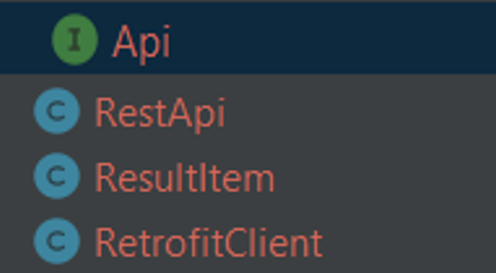 I Api
C RestApi
C ResultItem
C RetrofitClient